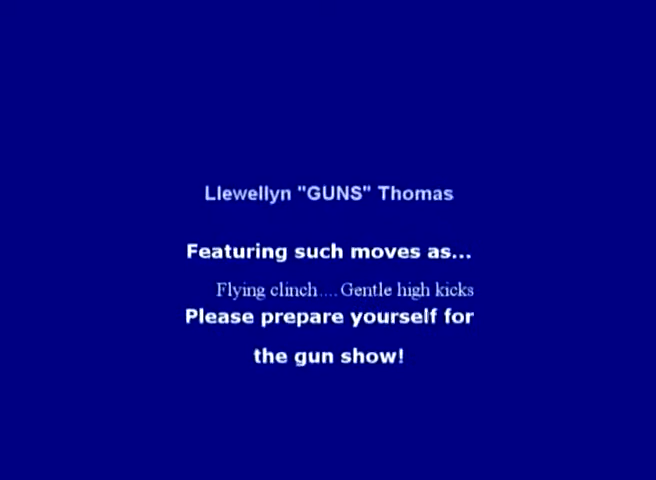 Llewellyn "GUNS" Thomas
Featuring such moves as...
Flying clinch.... Gentle high kicks
Please prepare yourself for
the gun show!